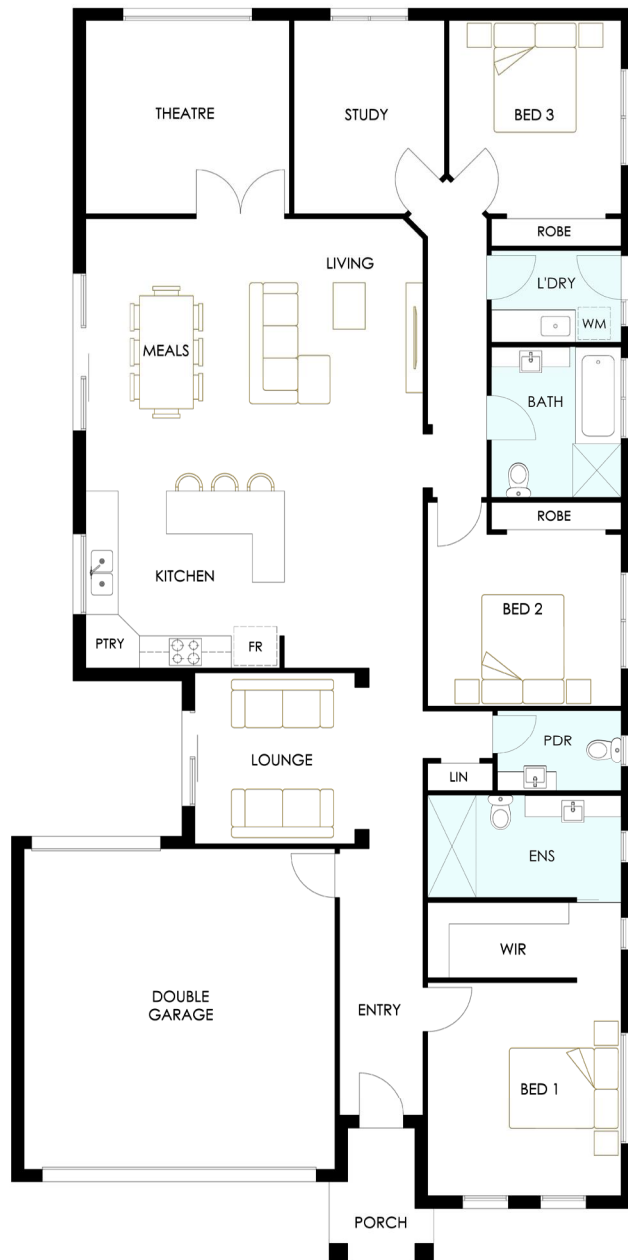 THEATRE
STUDY
BED 3
ROBE
LIVING
L'DRY
WM
MEALS
BATH
ROBE
KITCHEN
BED 2
PTRY
FR
PDR
LOUNGE
LIN
ENS
WIR
DOUBLE
GARAGE
ENTRY
BED 1
PORCH